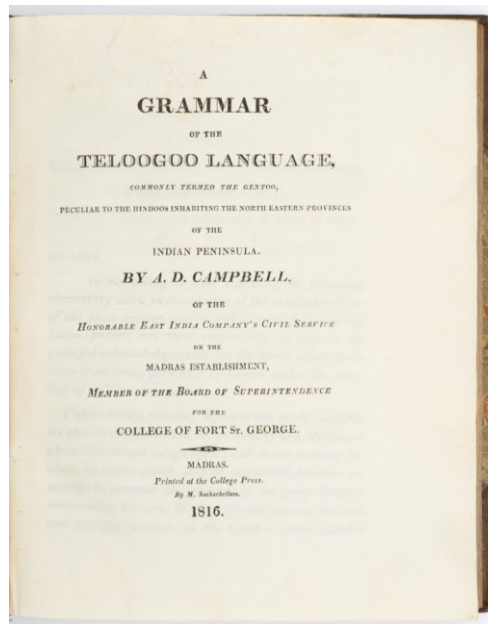 A
GRAMMAR
OF THE
TELOOGOO LANGUAGE,
COMMONLY TERMED THE GENTOO,
PECULIAR TO THE HINDOOS INHABITING THE NORTH EASTERN PROVINCES
OF THE
INDIAN PENINSULA.
BY A. D. CAMPBELL,
OF THE
HONORABLE EAST INDIA COMPANY'S CIVIL SERVICE
ON THE
MADRAS ESTABLISHMENT,
MEMBER OF THE BOARD OF SUPERINTENDENCE
FOR THE
COLLEGE OF FORT ST. GEORGE.
MADRAS.
Printed at the College Press.
By M.
1816.